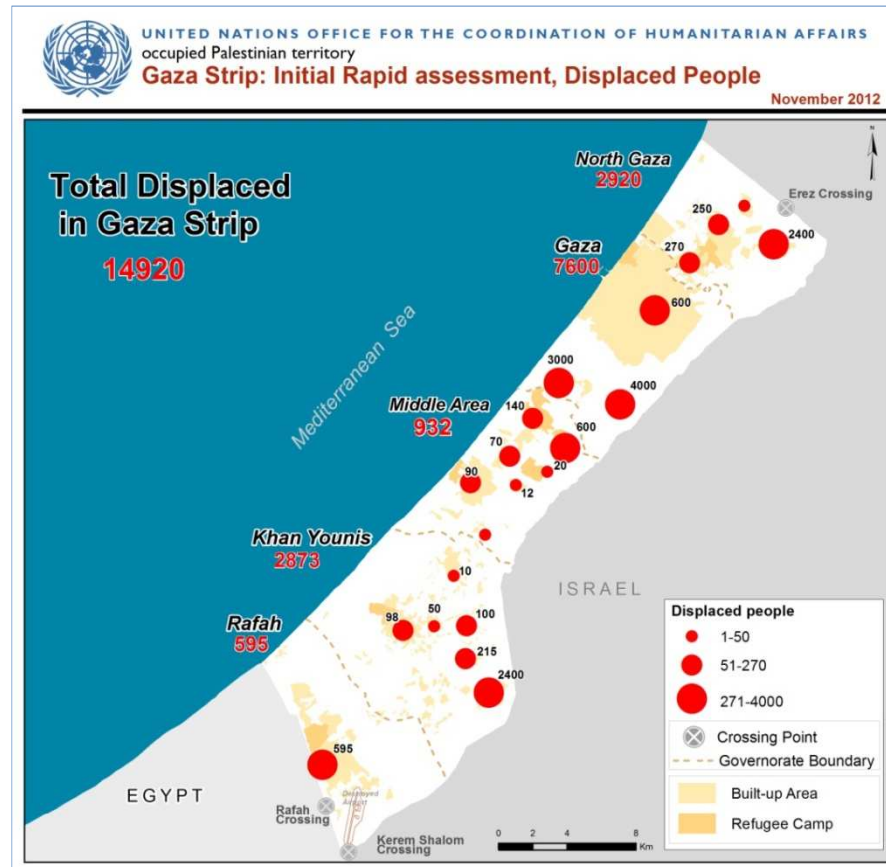 UNITED NATIONS OFFICE FOR THE COORDINATION OF HUMANITARIAN AFFAIRS
occupied Palestinian territory
Gaza Strip: Initial Rapid assessment, Displaced People
November 2012
Total Displaced
in Gaza Strip
14920
North Gaza
2920
N
Erez Crossing
250
2400
270
Gaza
7600
600
Mediterranean Sea
3000
4000
Middle Area
932
140
600
70
20
90
12
Khan Younis
2873
10
ISRAEL
Rafah
595
98
50
100
215
2400
595
EGYPT
Rafah
Crossing
Kerem Shalom
Crossing
Displaced people
1-50
51-270
271-4000
Crossing Point
Governorate Boundary
Built-up Area
Refugee Camp
0 2 4 8
Km